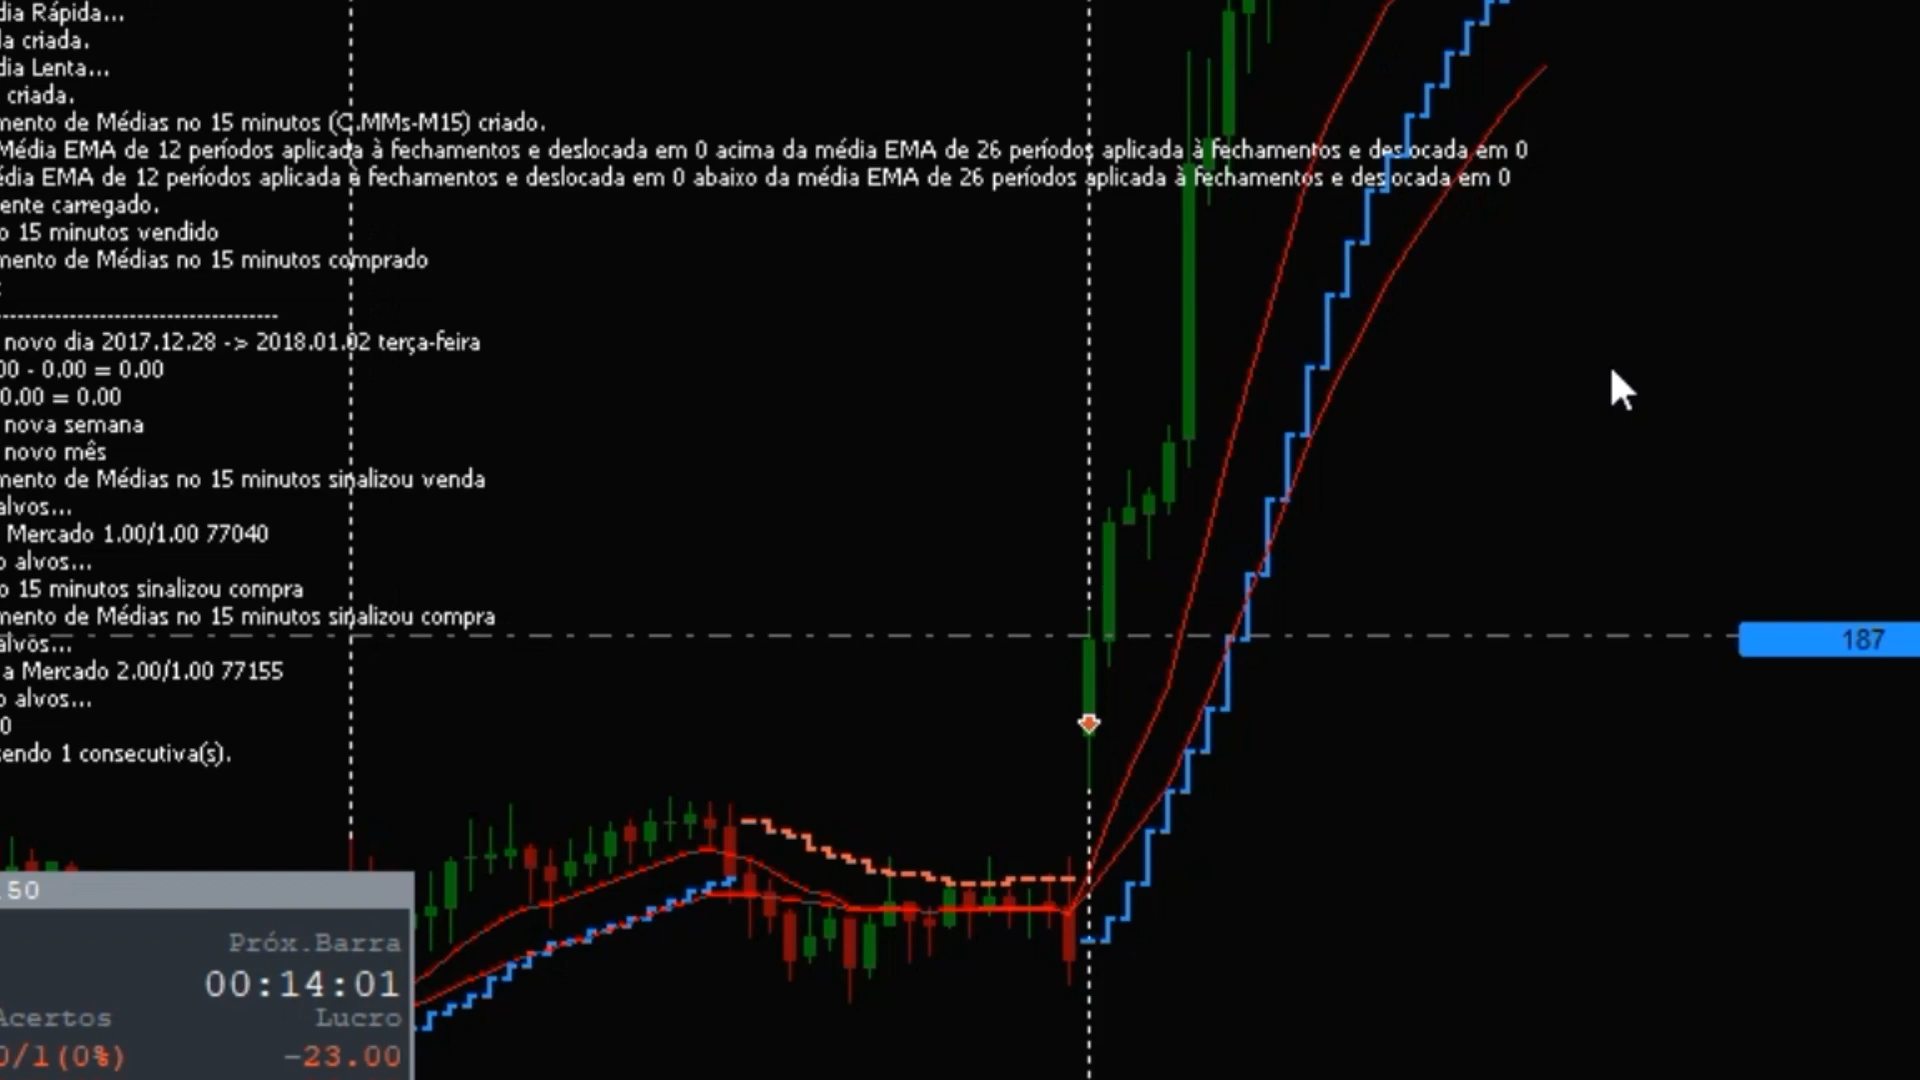 dia Rápida...
da criada.
dia Lenta...
criada.
mento de Médias no 15 minutos (C.MMs-M15) criado.
Média EMA de 12 períodos aplicada à fechamentos e deslocada em 0 acima da média EMA de 26 períodos aplicada à fechamentos e deslocada em 0
édia EMA de 12 períodos aplicada à fechamentos e deslocada em 0 abaixo da média EMA de 26 períodos aplicada à fechamentos e deslocada em 0
ente carregado.
o 15 minutos vendido
mento de Médias no 15 minutos comprado
:
----------------------------------------
novo dia 2017.12.28 -> 2018.01.02 terça-feira
00 - 0.00 = 0.00
0.00 = 0.00
nova semana
novo mês
mento de Médias no 15 minutos sinalizou venda
alvos...
Mercado 1.00/1.00 77040
o alvos...
o 15 minutos sinalizou compra
mento de Médias no 15 minutos sinalizou compra
alvos...
187
a Mercado 2.00/1.00 77155
o alvos...
0
sendo 1 consecutiva(s).
.50
Próx.Barra
00:14:01
Acertos Lucro
0/1(0%) -23.00